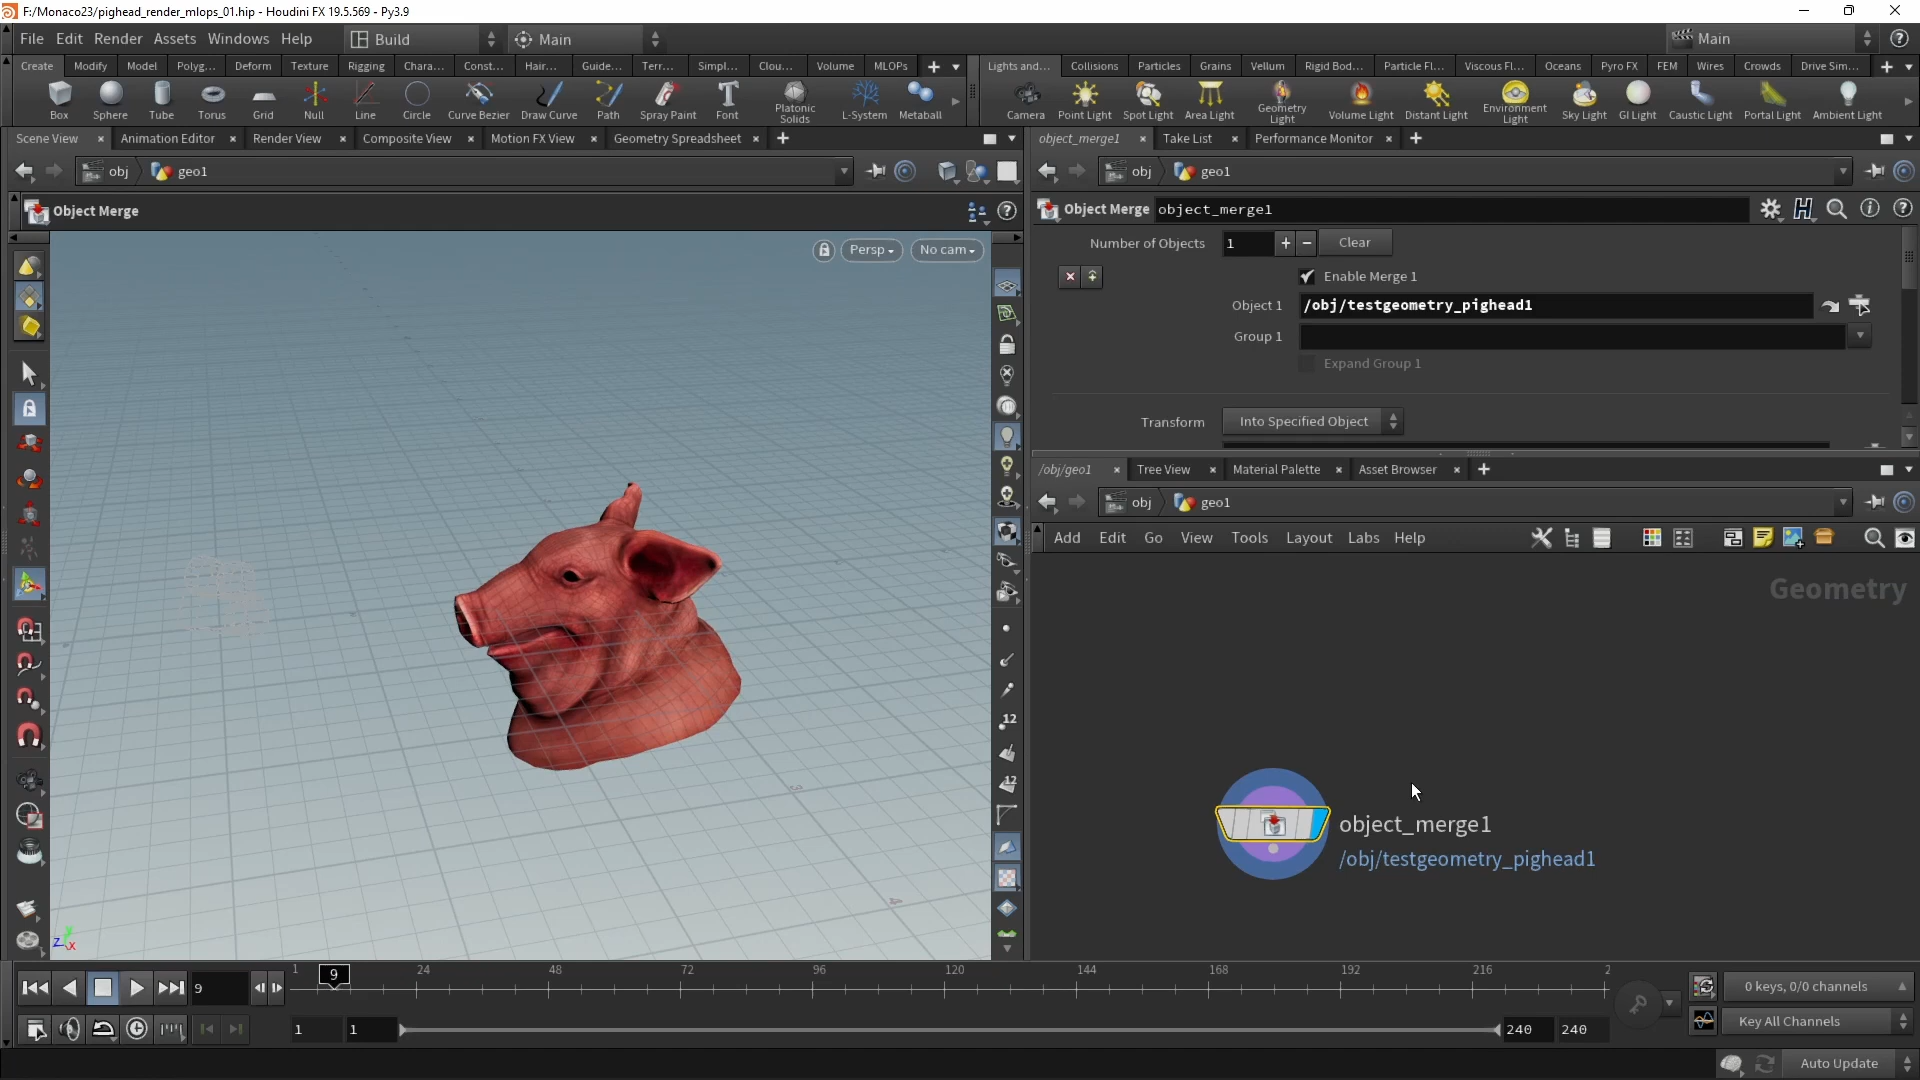 F:/Monaco23/pighead_render_mlops_01.hip - Houdini FX 19.5.569 - Py3.9
File Edit Render Assets Windows Help Build Main Main
Create Modify Model Polyg... Deform Texture Rigging Chara... Const... Hair... Guide... Terr... Simpl... Clou... Volume MLOPs
Lights and... Collisions Particles Grains Vellum Rigid Bod... Particle Fl... Viscous Fl... Oceans Pyro FX FEM Wires Crowds Drive Sim...
Box Sphere Tube Torus Grid Null Line Circle Curve Bezier Draw Curve Path Spray Paint Font Platonic Solids L-System Metaball
Camera Point Light Spot Light Area Light Geometry Light Volume Light Distant Light Environment Light Sky Light GI Light Caustic Light Portal Light Ambient Light
Scene View Animation Editor Render View Composite View Motion FX View Geometry Spreadsheet
object_merge1 Take List Performance Monitor
obj geo1
obj geo1
Object Merge
Object Merge object_merge1
Persp No cam
Number of Objects 1 Clear
Enable Merge 1
Object 1 /obj/testgeometry_pighead1
Group 1
Expand Group 1
Transform Into Specified Object
/obj/geo1 Tree View Material Palette Asset Browser
obj geo1
Add Edit Go View Tools Layout Labs Help
Geometry
12
12
object_merge1
/obj/testgeometry_pighead1
Z Y X
9
1 9 24 48 72 96 120 144 168 192 216 2
0 keys, 0/0 channels
1 1 240 240
Key All Channels
Auto Update